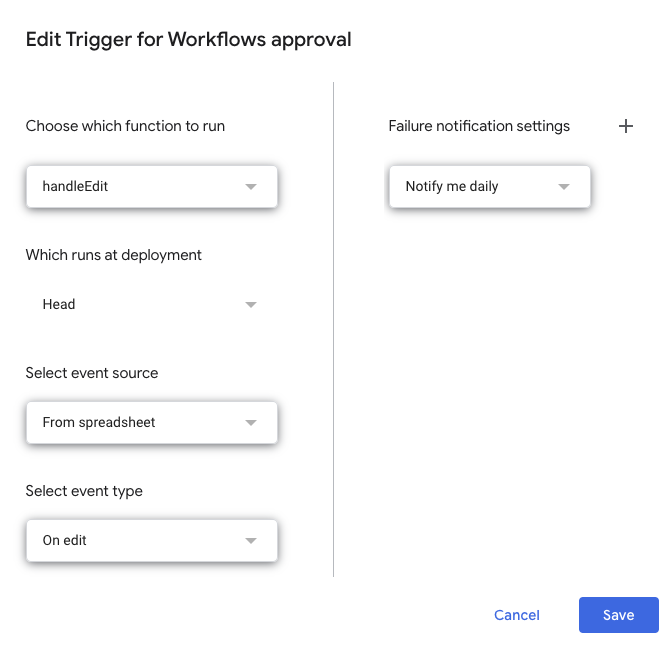 Edit Trigger for Workflows approval
Choose which function to run
handleEdit
Which runs at deployment
Head
Select event source
From spreadsheet
Select event type
On edit
Failure notification settings
Notify me daily
Cancel
Save